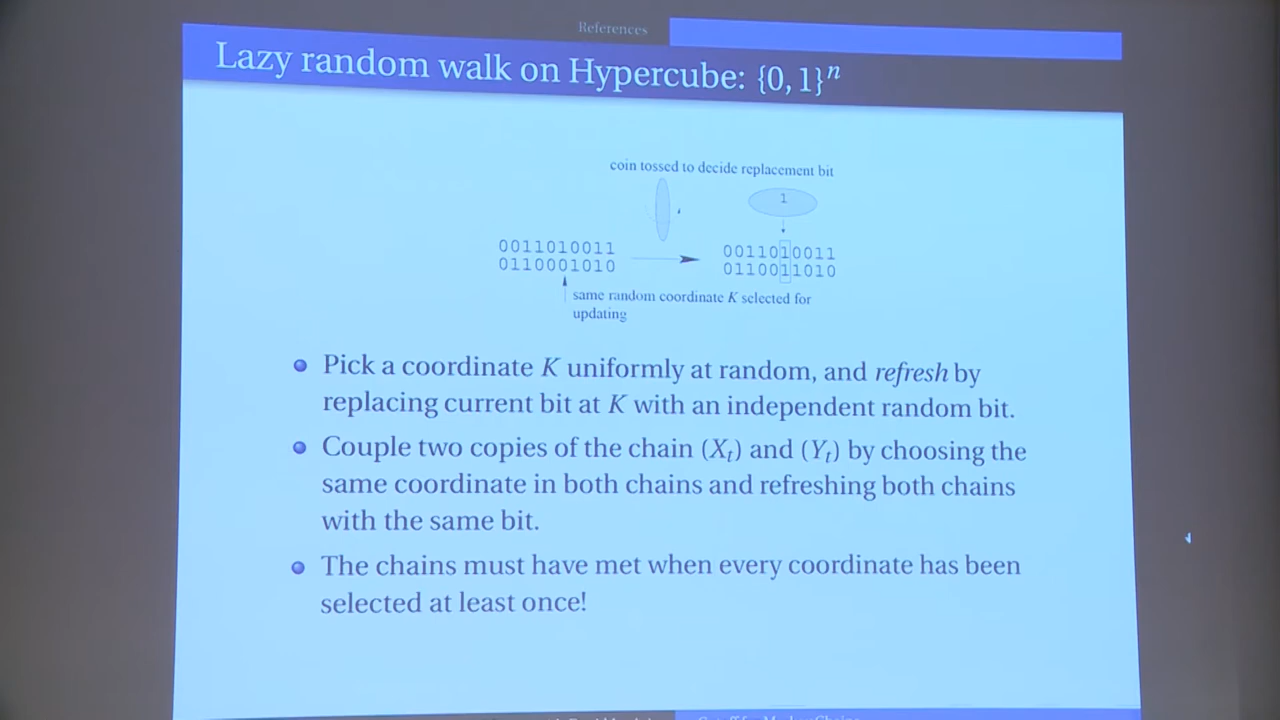 References
Lazy random walk on Hypercube: {0, 1}ⁿ
coin tossed to decide replacement bit
1
0011010011
0110001010
0011010011
0110011010
same random coordinate K selected for
updating
Pick a coordinate K uniformly at random, and refresh by
replacing current bit at K with an independent random bit.
Couple two copies of the chain (Xₜ) and (Yₜ) by choosing the
same coordinate in both chains and refreshing both chains
with the same bit.
The chains must have met when every coordinate has been
selected at least once!